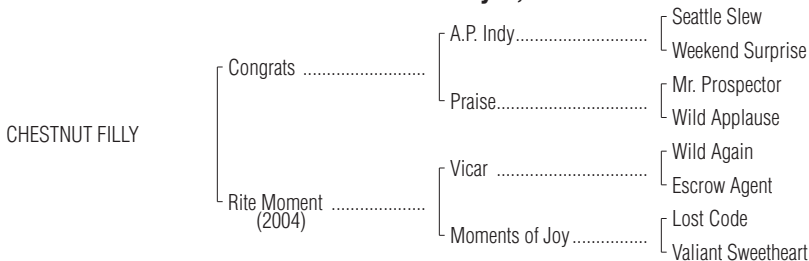 Seattle Slew
A.P. Indy..............................
Weekend Surprise
Congrats .........................
Mr. Prospector
Praise..................................
Wild Applause
CHESTNUT FILLY
Wild Again
Vicar ..................................
Escrow Agent
Rite Moment ...................
(2004)
Lost Code
Moments of Joy................
Valiant Sweetheart